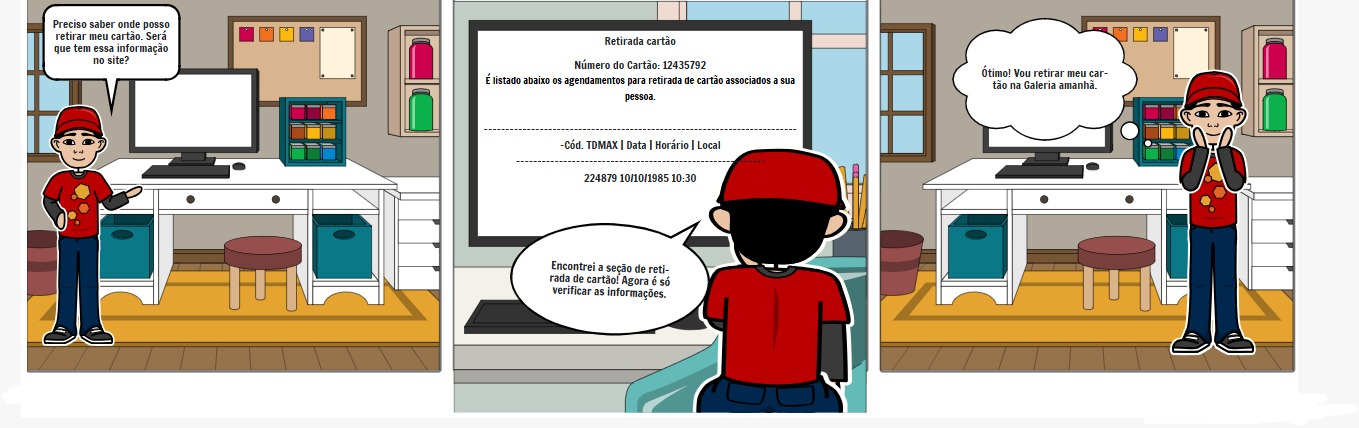 Preciso saber onde posso
retirar meu cartão. Será
que tem essa informação
no site?
Retirada cartão
Número do Cartão: 12435792
É listado abaixo os agendamentos para retirada de cartão associados a sua
pessoa.
-Cód. TDMAX | Data | Horário | Local
224879 10/10/1985 10:30
Encontrei a seção de reti-
rada de cartão! Agora é só
verificar as informações.
Ótimo! Vou retirar meu car-
tão na Galeria amanhã.